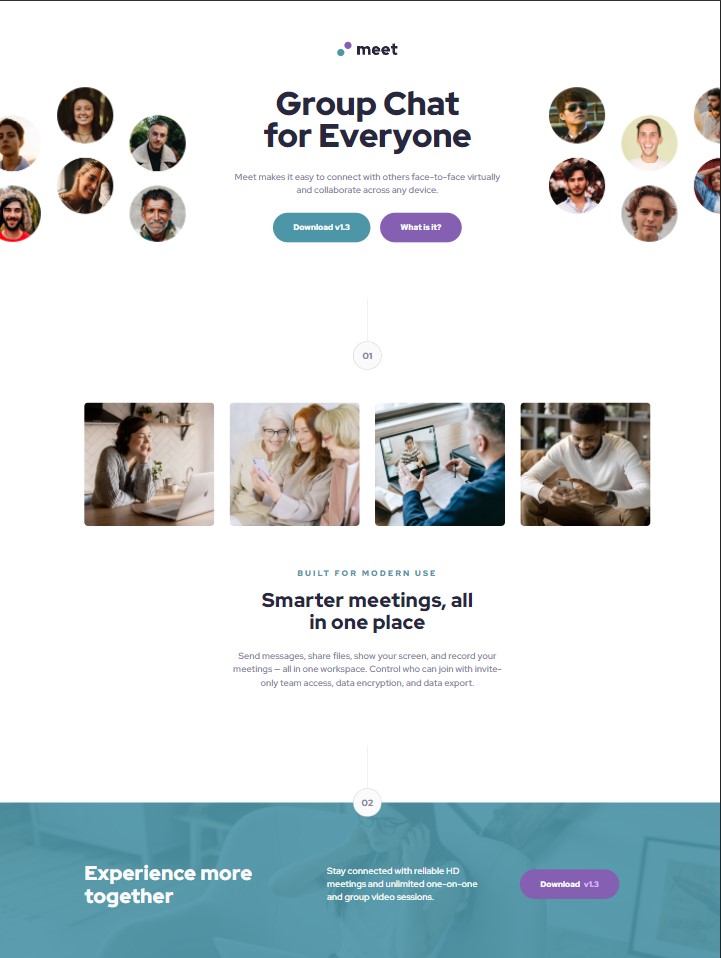 meet
Group Chat
for Everyone
Meet makes it easy to connect with others face-to-face virtually
and collaborate across any device.
Download v1.3
What is it?
01
BUILT FOR MODERN USE
Smarter meetings, all
in one place
Send messages, share files, show your screen, and record your
meetings — all in one workspace. Control who can join with invite-
only team access, data encryption, and data export.
02
Experience more
together
Stay connected with reliable HD
meetings and unlimited one-on-one
and group video sessions.
Download v1.3